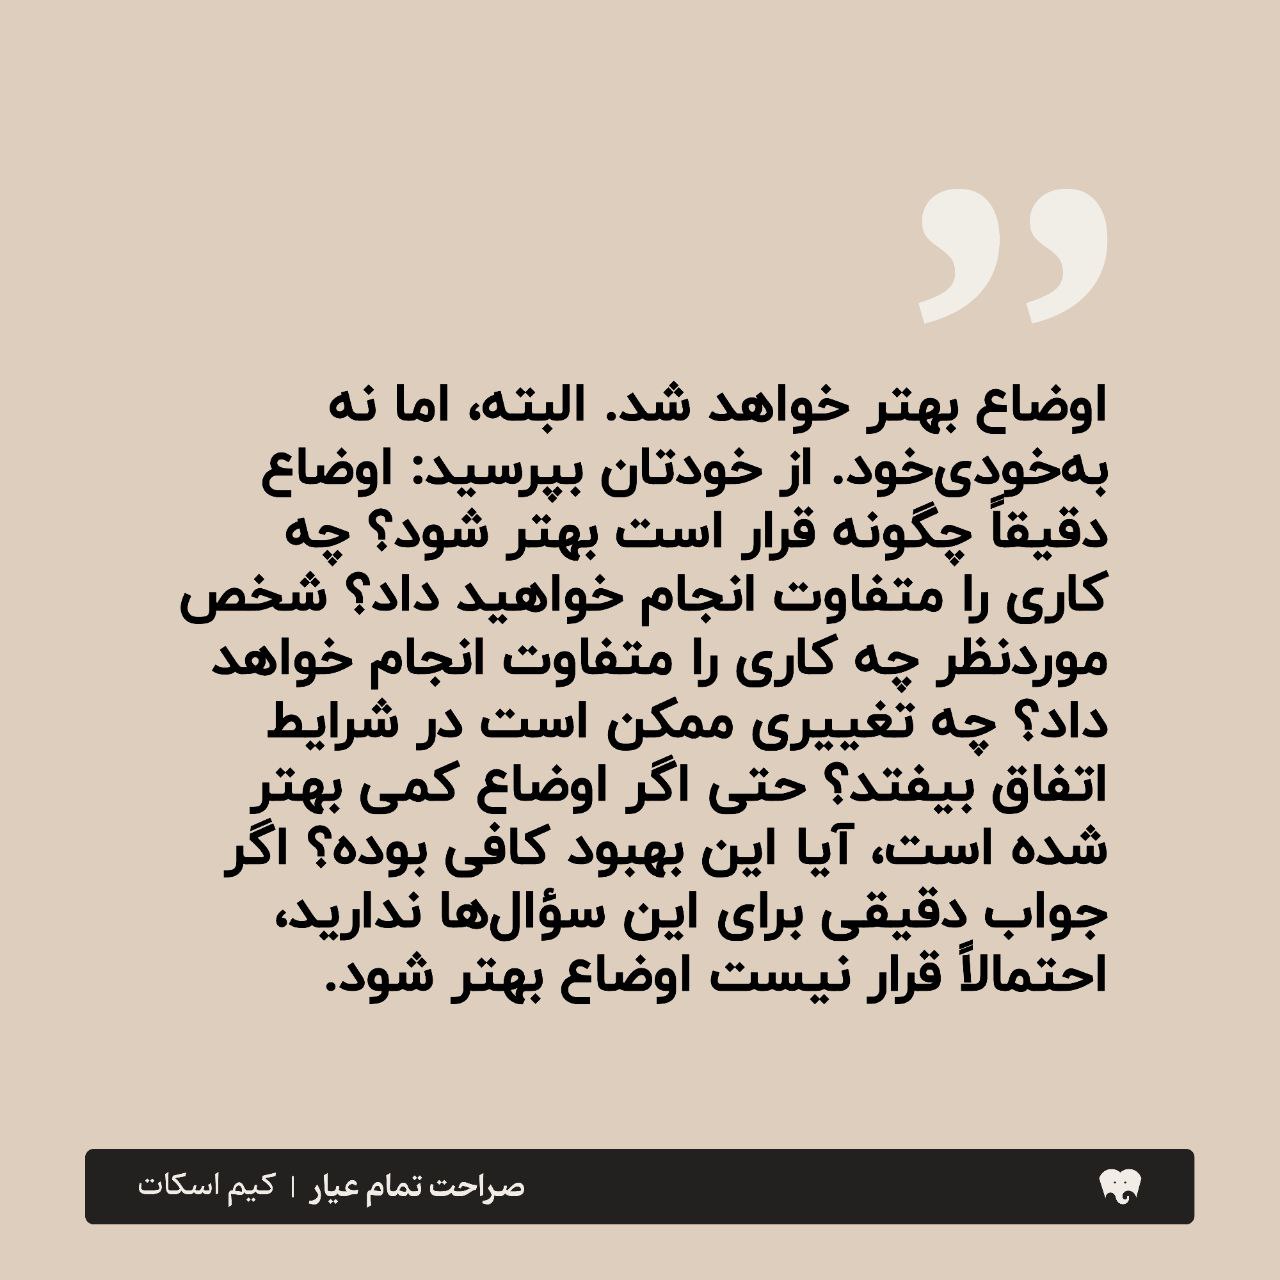 اوضاع بهتر خواهد شد. البته، اما نه
به‌خودی‌خود. از خودتان بپرسید: اوضاع
دقیقاً چگونه قرار است بهتر شود؟ چه
کاری را متفاوت انجام خواهید داد؟ شخص
موردنظر چه کاری را متفاوت انجام خواهد
داد؟ چه تغییری ممکن است در شرایط
اتفاق بیفتد؟ حتی اگر اوضاع کمی بهتر
شده است، آیا این بهبود کافی بوده؟ اگر
جواب دقیقی برای این سؤال‌ها ندارید،
احتمالاً قرار نیست اوضاع بهتر شود.
صراحت تمام عیار | کیم اسکات